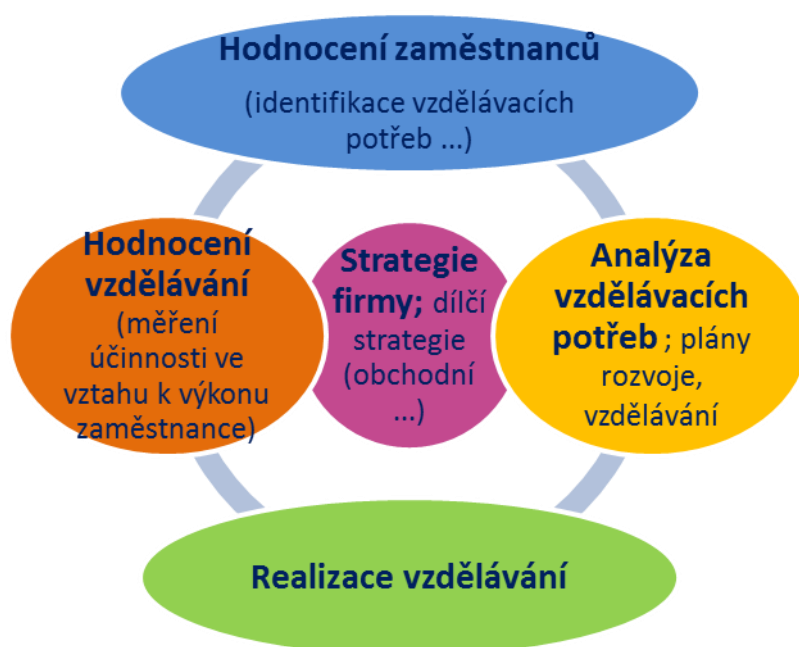 Hodnocení zaměstnanců
(identifikace vzdělávacích
potřeb ...)
Hodnocení
vzdělávání
(měření
účinnosti ve
vztahu k výkonu
zaměstnance)
Strategie
firmy; dílčí
strategie
(obchodní
...)
Analýza
vzdělávacích
potřeb ; plány
rozvoje,
vzdělávání
Realizace vzdělávání